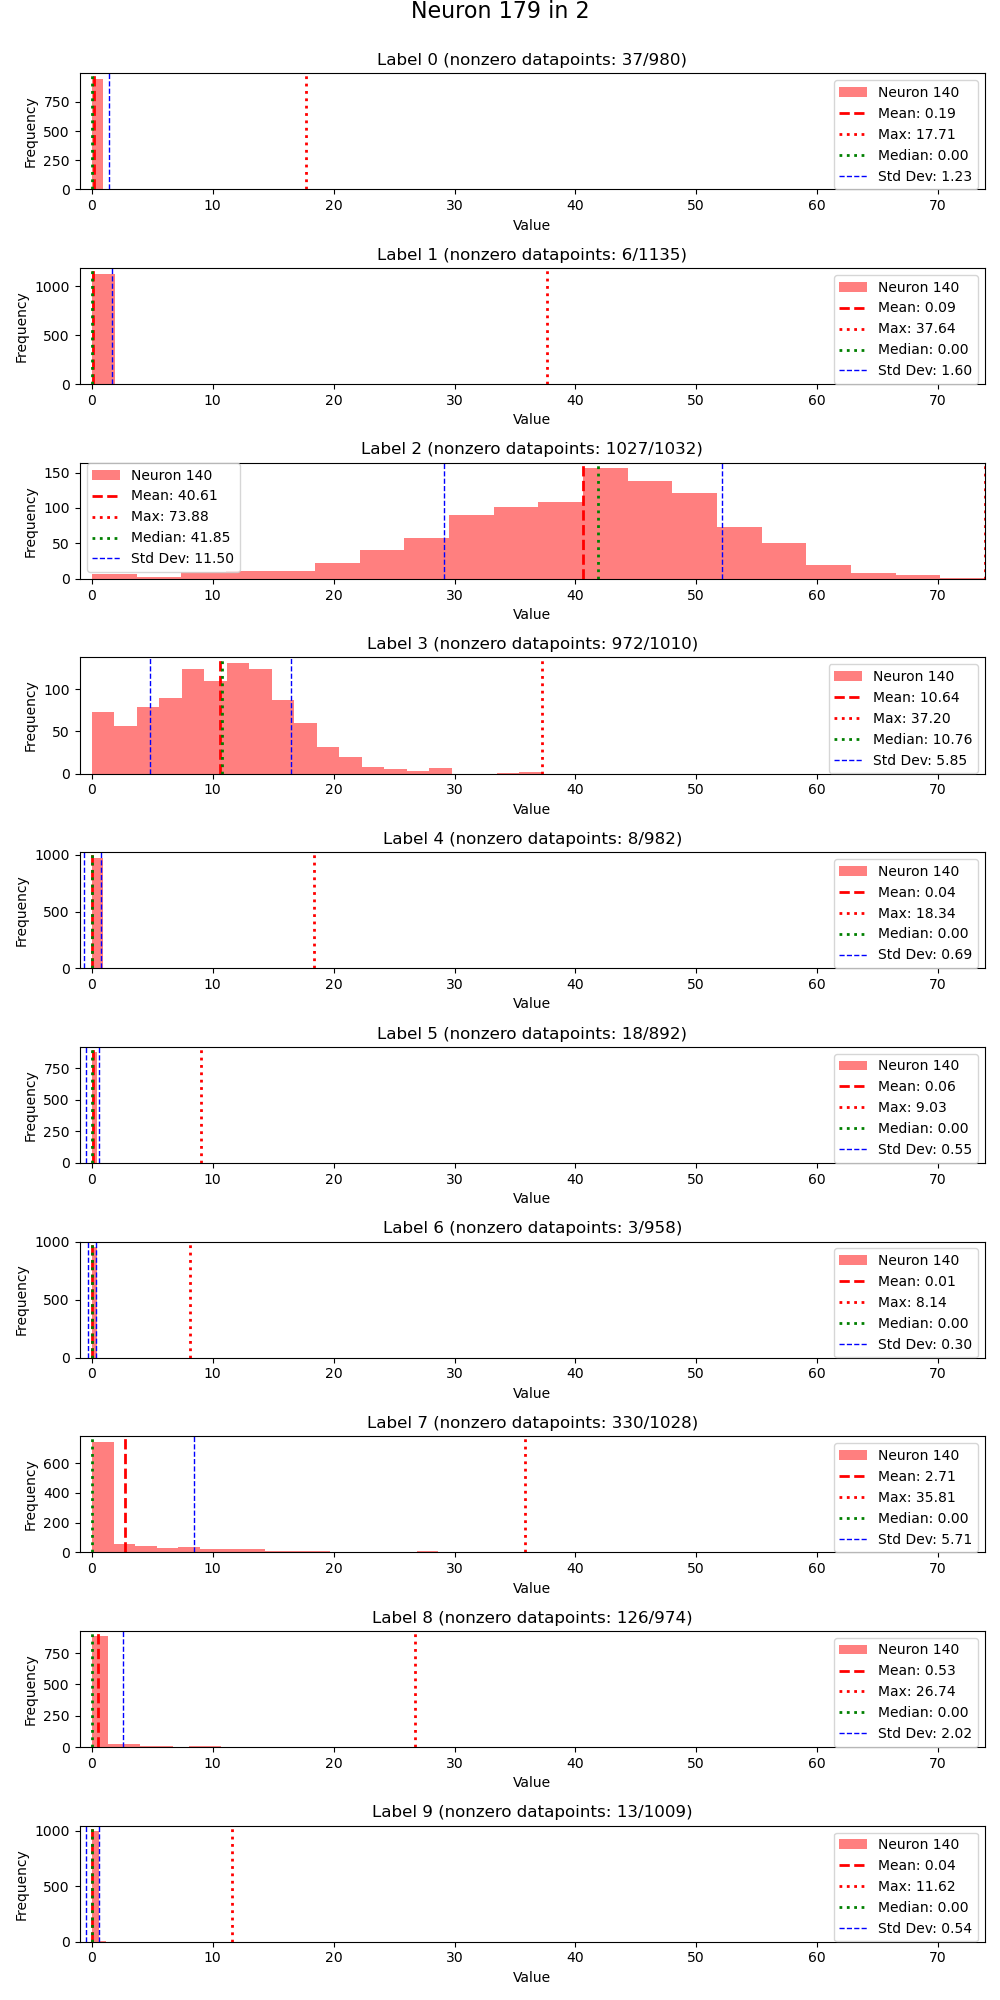 Neuron 179 in 2
Label 0 (nonzero datapoints: 37/980)
Frequency
750
500
250
0
Neuron 140
Mean: 0.19
Max: 17.71
Median: 0.00
Std Dev: 1.23
0 10 20 30 40 50 60 70
Value
Label 1 (nonzero datapoints: 6/1135)
Frequency
1000
500
0
Neuron 140
Mean: 0.09
Max: 37.64
Median: 0.00
Std Dev: 1.60
0 10 20 30 40 50 60 70
Value
Label 2 (nonzero datapoints: 1027/1032)
Frequency
150
100
50
0
Neuron 140
Mean: 40.61
Max: 73.88
Median: 41.85
Std Dev: 11.50
0 10 20 30 40 50 60 70
Value
Label 3 (nonzero datapoints: 972/1010)
Frequency
100
50
0
Neuron 140
Mean: 10.64
Max: 37.20
Median: 10.76
Std Dev: 5.85
0 10 20 30 40 50 60 70
Value
Label 4 (nonzero datapoints: 8/982)
Frequency
1000
500
0
Neuron 140
Mean: 0.04
Max: 18.34
Median: 0.00
Std Dev: 0.69
0 10 20 30 40 50 60 70
Value
Label 5 (nonzero datapoints: 18/892)
Frequency
750
500
250
0
Neuron 140
Mean: 0.06
Max: 9.03
Median: 0.00
Std Dev: 0.55
0 10 20 30 40 50 60 70
Value
Label 6 (nonzero datapoints: 3/958)
Frequency
1000
500
0
Neuron 140
Mean: 0.01
Max: 8.14
Median: 0.00
Std Dev: 0.30
0 10 20 30 40 50 60 70
Value
Label 7 (nonzero datapoints: 330/1028)
Frequency
600
400
200
0
Neuron 140
Mean: 2.71
Max: 35.81
Median: 0.00
Std Dev: 5.71
0 10 20 30 40 50 60 70
Value
Label 8 (nonzero datapoints: 126/974)
Frequency
750
500
250
0
Neuron 140
Mean: 0.53
Max: 26.74
Median: 0.00
Std Dev: 2.02
0 10 20 30 40 50 60 70
Value
Label 9 (nonzero datapoints: 13/1009)
Frequency
1000
500
0
Neuron 140
Mean: 0.04
Max: 11.62
Median: 0.00
Std Dev: 0.54
0 10 20 30 40 50 60 70
Value